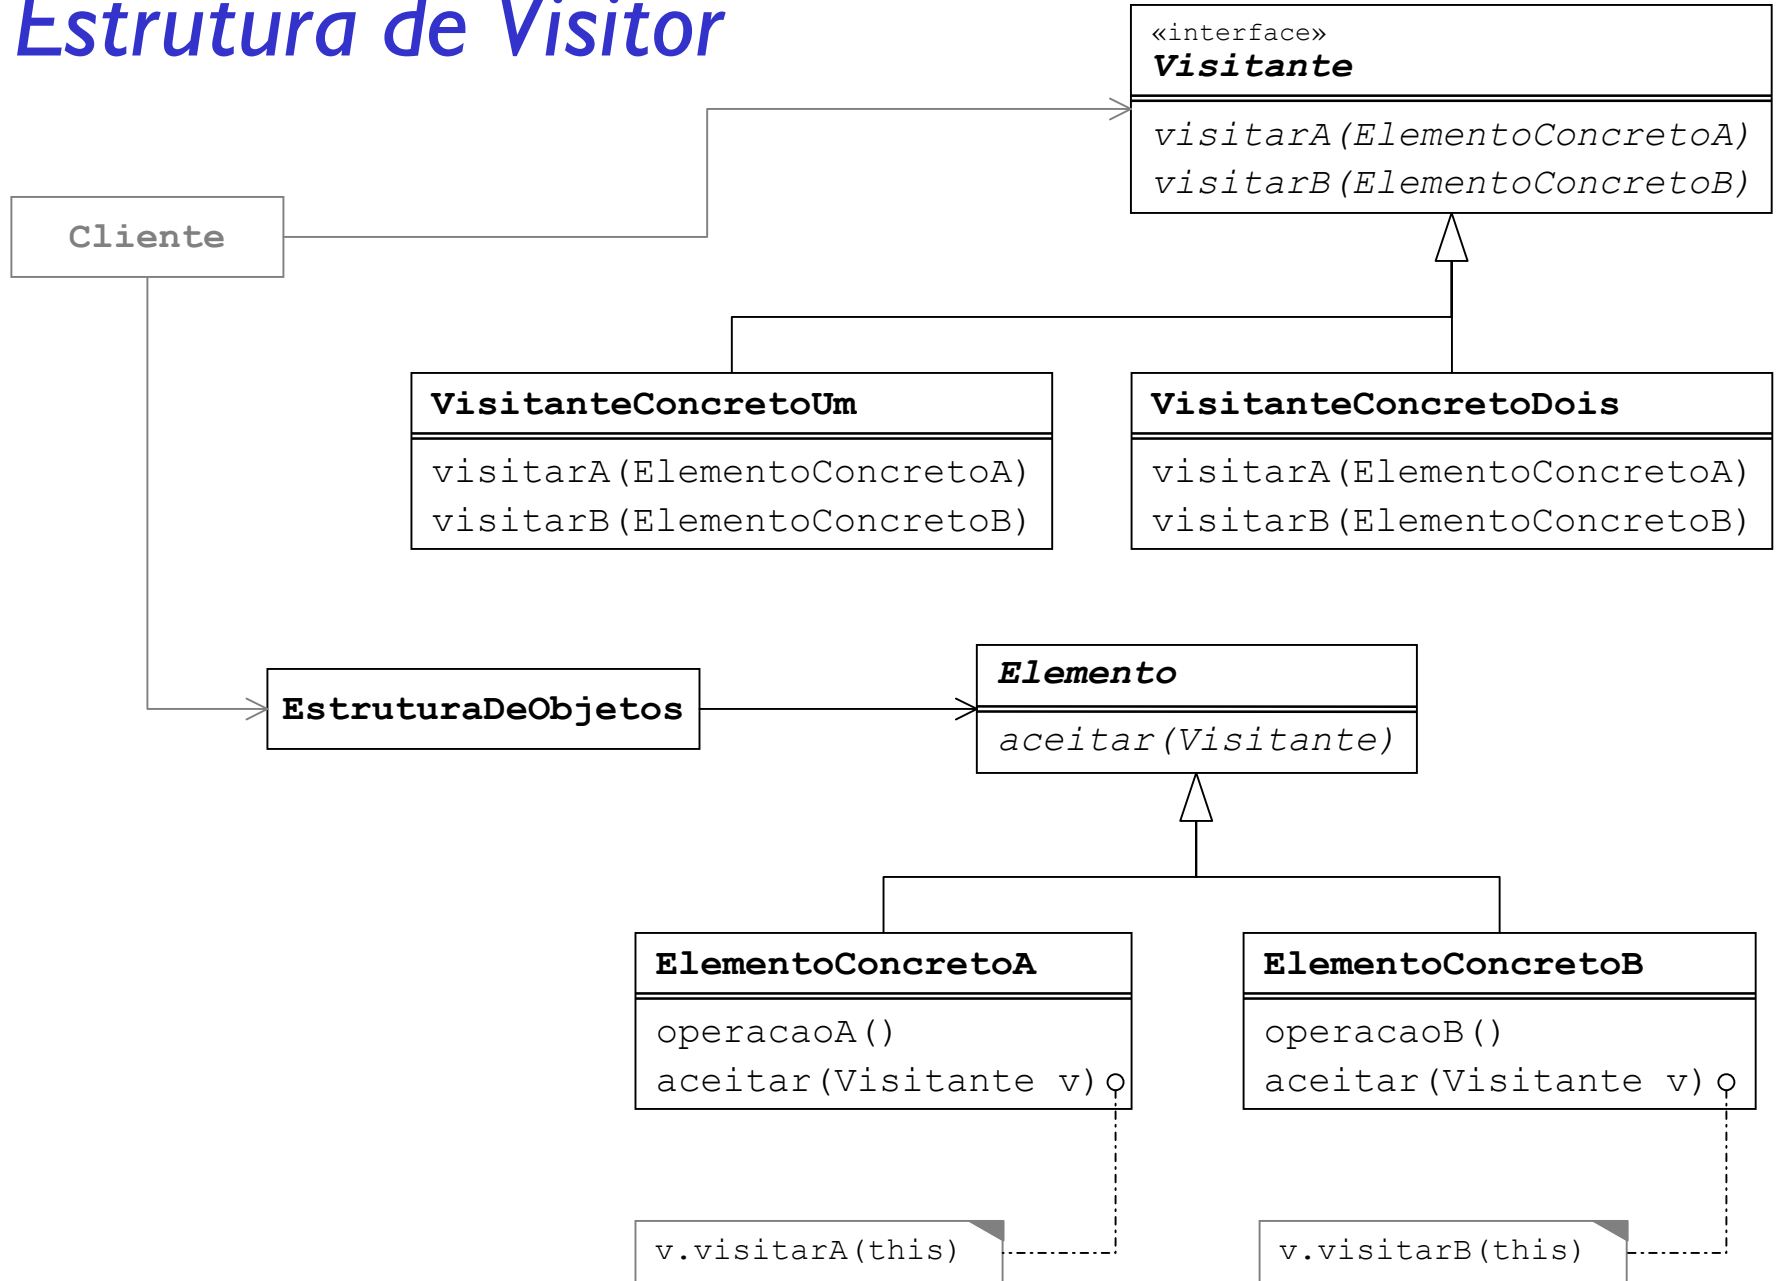 Estrutura de Visitor
«interface»
Visitante
visitarA(ElementoConcretoA)
visitarB(ElementoConcretoB)
Cliente
VisitanteConcretoUm
visitarA(ElementoConcretoA)
visitarB(ElementoConcretoB)
VisitanteConcretoDois
visitarA(ElementoConcretoA)
visitarB(ElementoConcretoB)
EstruturaDeObjetos
Elemento
aceitar(Visitante)
ElementoConcretoA
operacaoA()
aceitar(Visitante v)
ElementoConcretoB
operacaoB()
aceitar(Visitante v)
v.visitarA(this)
v.visitarB(this)